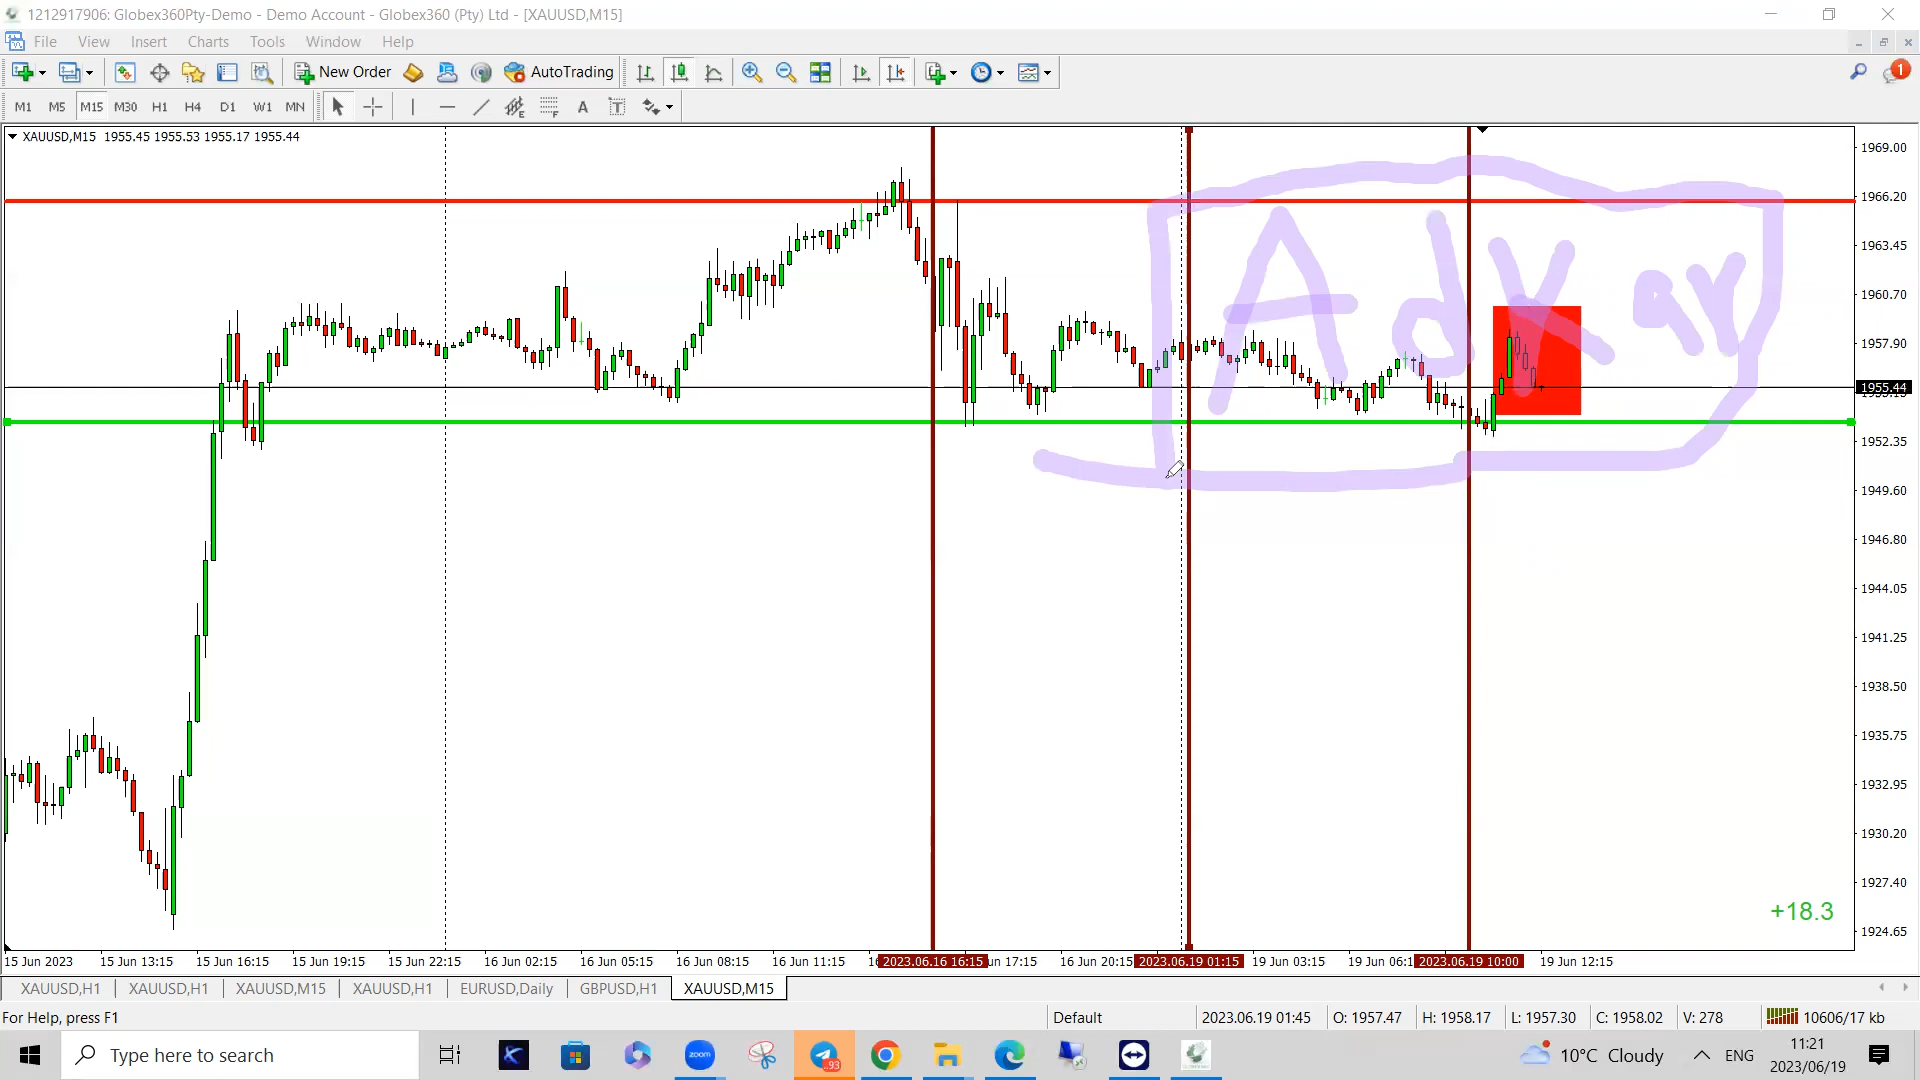 1212917906: Globex360Pty-Demo - Demo Account - Globex360 (Pty) Ltd - [XAUUSD,M15]
File View Insert Charts Tools Window Help
New Order AutoTrading 1
M1 M5 M15 M30 H1 H4 D1 W1 MN E F A T
XAUUSD,M15 1955.45 1955.53 1955.17 1955.44
1969.00
1966.20
1963.45
1960.70
1957.90
1955.44
1952.35
1949.60
1946.80
1944.05
1941.25
1938.50
1935.75
1932.95
1930.20
1927.40
1924.65
+18.3
15 Jun 2023 15 Jun 13:15 15 Jun 16:15 15 Jun 19:15 15 Jun 22:15 16 Jun 02:15 16 Jun 05:15 16 Jun 08:15 16 Jun 11:15 2023.06.16 16:15 un 17:15 16 Jun 20:15 2023.06.19 01:15 19 Jun 03:15 19 Jun 06:1 2023.06.19 10:00 19 Jun 12:15
XAUUSD,H1 XAUUSD,H1 XAUUSD,M15 XAUUSD,H1 EURUSD,Daily GBPUSD,H1 XAUUSD,M15
For Help, press F1 Default 2023.06.19 01:45 O: 1957.47 H: 1958.17 L: 1957.30 C: 1958.02 V: 278 10606/17 kb
Type here to search zoom 10°C Cloudy ENG 11:21
2023/06/19